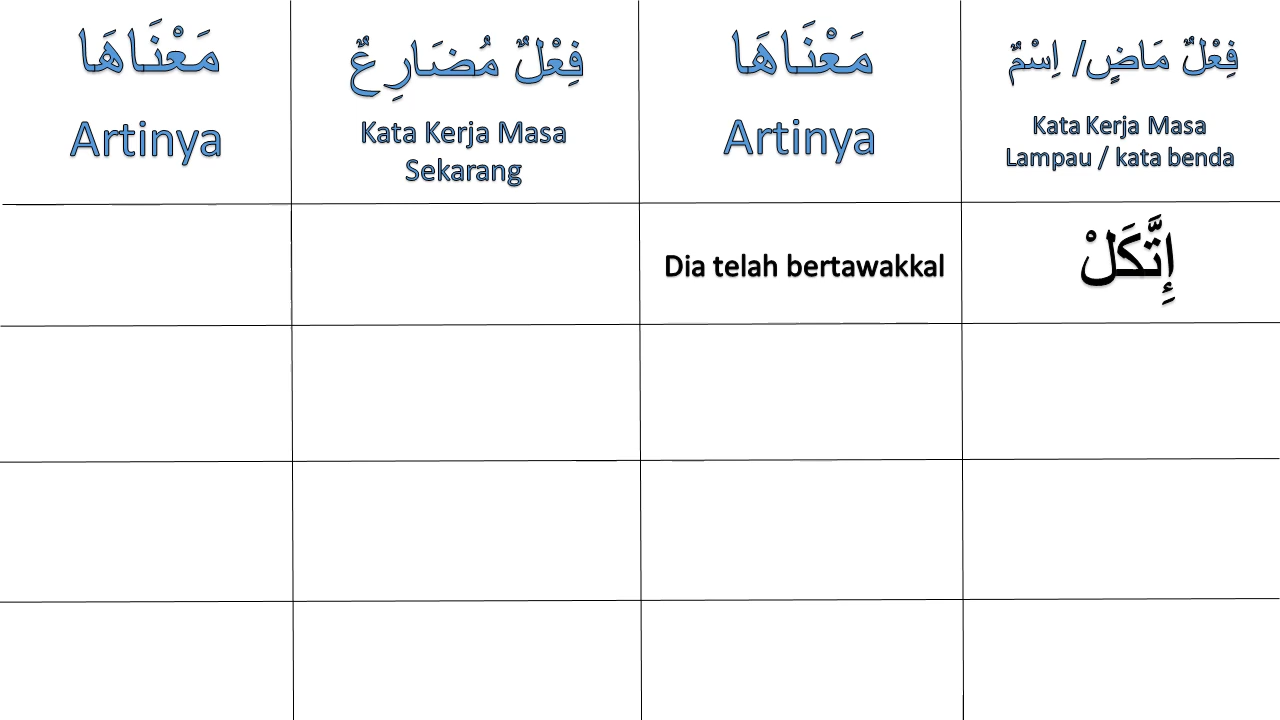 فِعْلٌ مَاضٍ/ اِسْمٌ
Kata Kerja Masa
Lampau / kata benda
مَعْنَاهَا
Artinya
فِعْلٌ مُضَارِعٌ
Kata Kerja Masa
Sekarang
مَعْنَاهَا
Artinya
إِتَّكَلْ
Dia telah bertawakkal